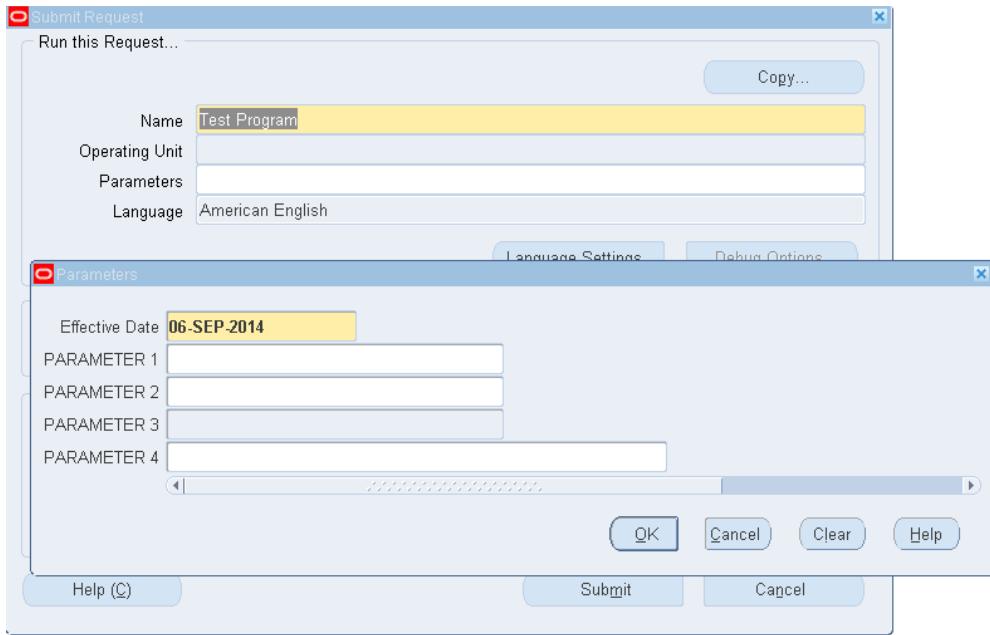 Submit Request
Run this Request...
Copy...
Name Test Program
Operating Unit
Parameters
Language American English
Language Settings Debug Options
Parameters
Effective Date 06-SEP-2014
PARAMETER 1
PARAMETER 2
PARAMETER 3
PARAMETER 4
OK Cancel Clear Help
Help (C) Submit Cancel